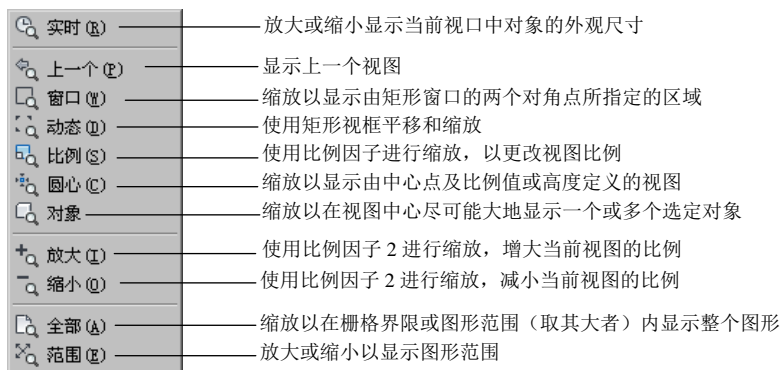 实时(R) 放大或缩小显示当前视口中对象的外观尺寸
上一个(P) 显示上一个视图
窗口(W) 缩放以显示由矩形窗口的两个对角点所指定的区域
动态(D) 使用矩形视框平移和缩放
比例(S) 使用比例因子进行缩放，以更改视图比例
圆心(C) 缩放以显示由中心点及比例值或高度定义的视图
对象 缩放以在视图中心尽可能大地显示一个或多个选定对象
放大(I) 使用比例因子 2 进行缩放，增大当前视图的比例
缩小(O) 使用比例因子 2 进行缩放，减小当前视图的比例
全部(A) 缩放以在栅格界限或图形范围（取其大者）内显示整个图形
范围(E) 放大或缩小以显示图形范围